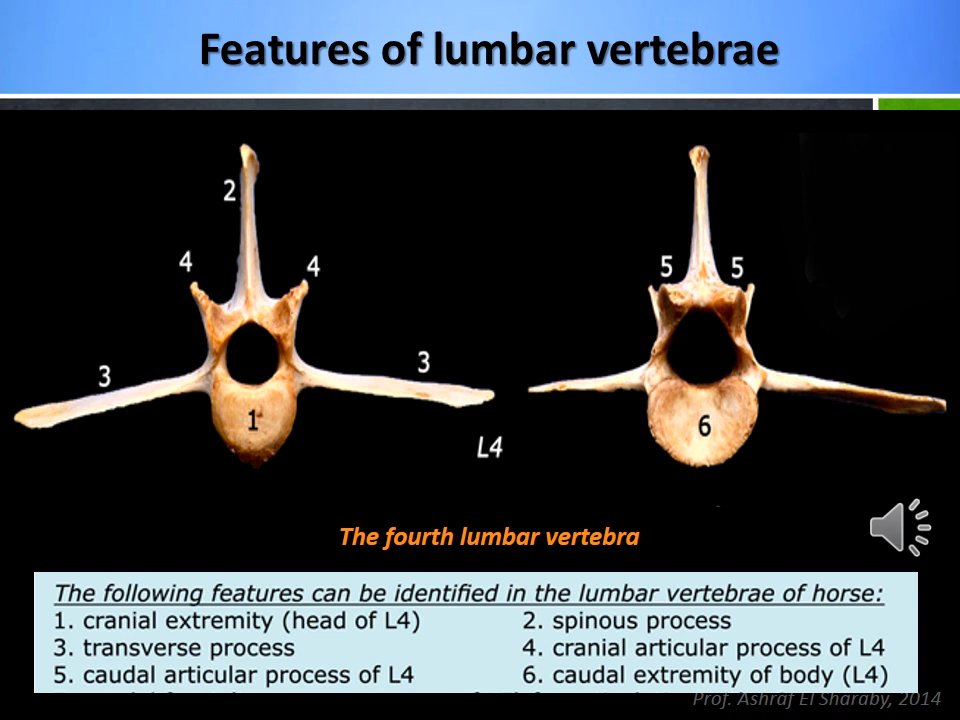 Features of lumbar vertebrae
2
4
4
5
5
3
3
1
6
L4
The fourth lumbar vertebra
The following features can be identified in the lumbar vertebrae of horse:
1. cranial extremity (head of L4)
2. spinous process
3. transverse process
4. cranial articular process of L4
5. caudal articular process of L4
6. caudal extremity of body (L4)
Prof. Ashraf El Sharaby, 2014